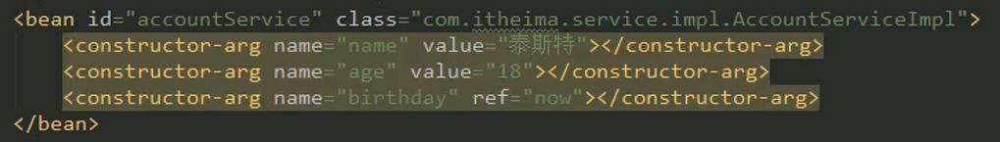 <bean id="accountService" class="com.itheima.service.impl.AccountServiceImpl">
<constructor-arg name="name" value="泰斯特"></constructor-arg>
<constructor-arg name="age" value="18"></constructor-arg>
<constructor-arg name="birthday" ref="now"></constructor-arg>
</bean>